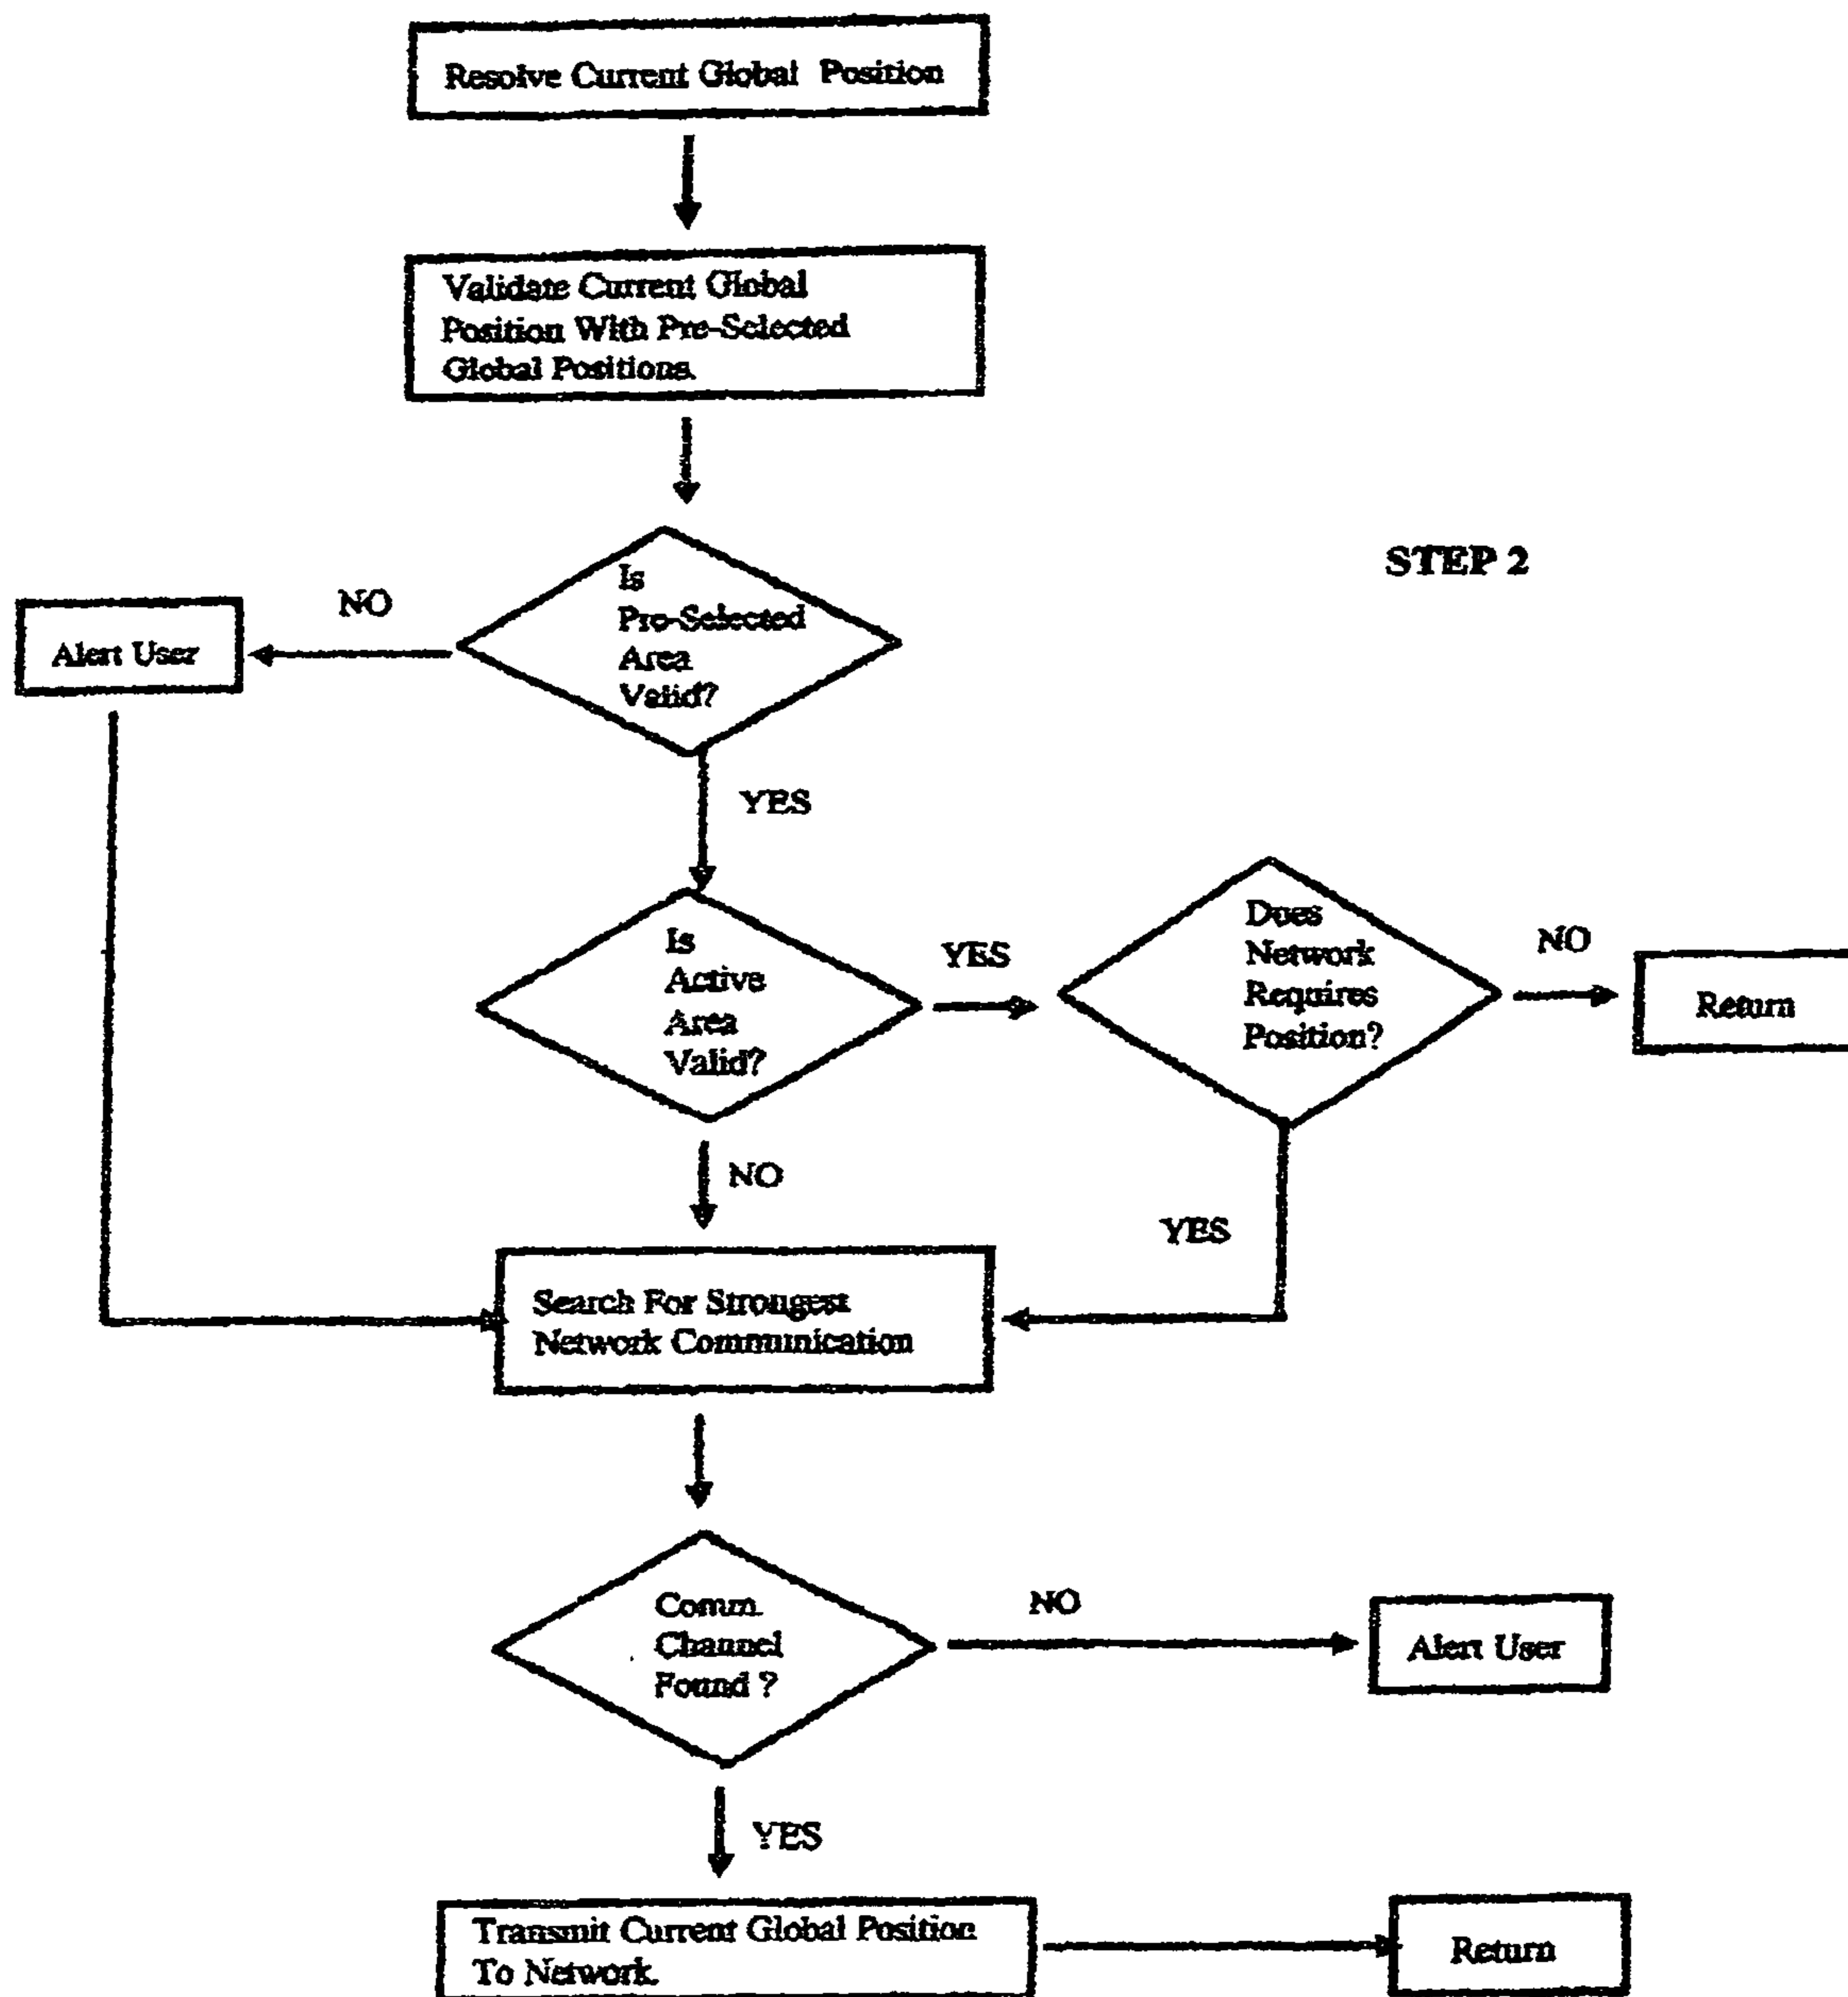 Resolve Current Global Position
Validate Current Global
Position With Pre-Selected
Global Positions.
STEP 2
Is
Pre-Selected
Area
Valid?
NO
Alert User
YES
Is
Active
Area
Valid?
YES
Does
Network
Requires
Position?
NO
Return
NO
YES
Search For Strongest
Network Communication
Comm.
Channel
Found ?
NO
Alert User
YES
Transmit Current Global Position
To Network.
Return